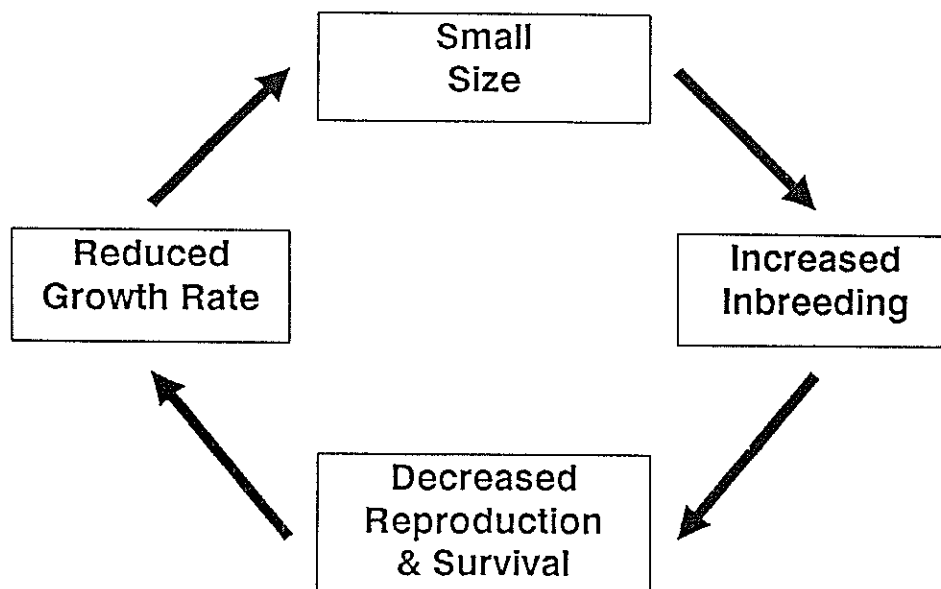 Small
Size
Increased
Inbreeding
Decreased
Reproduction
& Survival
Reduced
Growth Rate